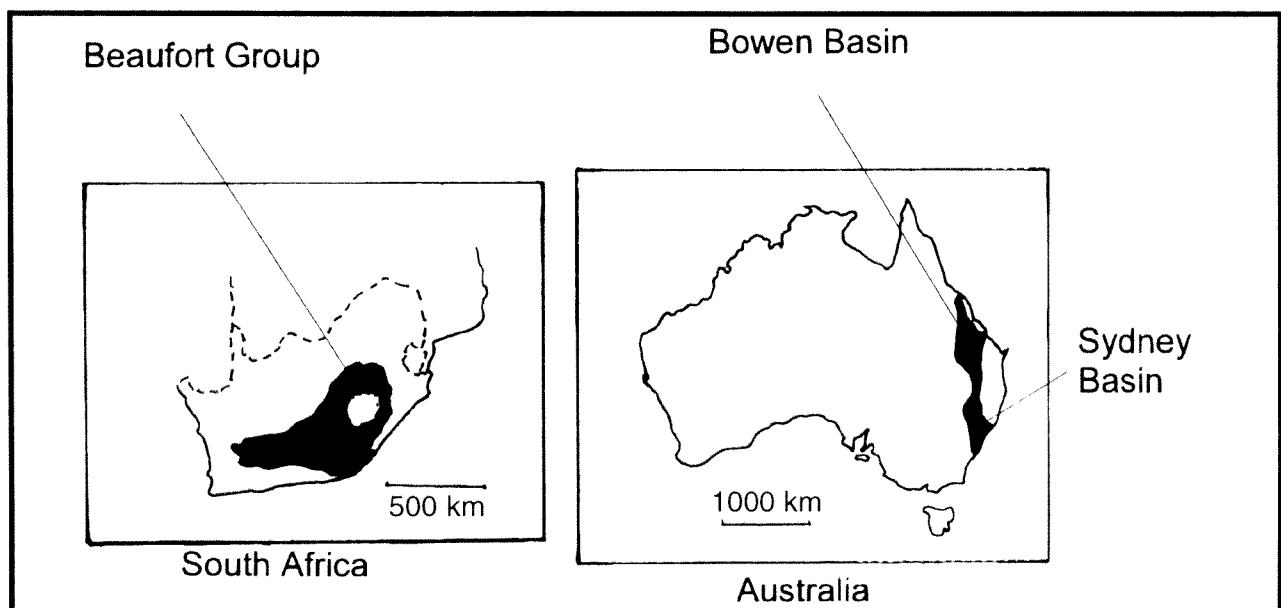 Beaufort Group
Bowen Basin
Sydney
Basin
500 km
1000 km
South Africa
Australia